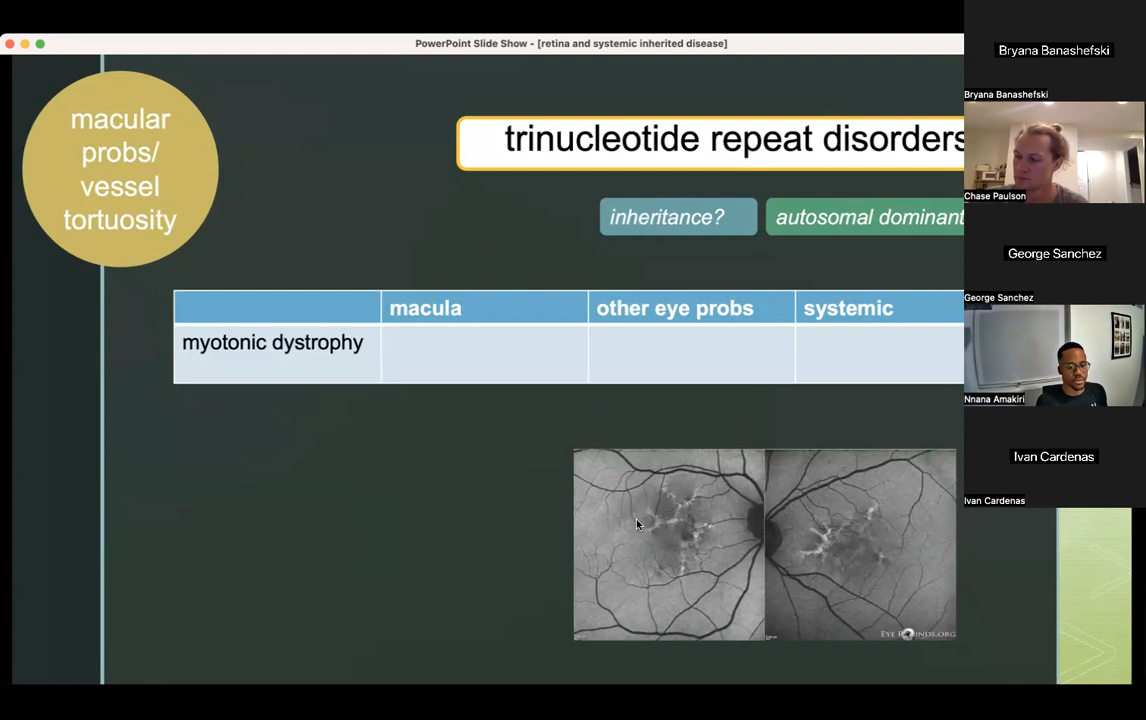 PowerPoint Slide Show - [retina and systemic inherited disease]
macular
probs/
vessel
tortuosity
trinucleotide repeat disorders
inheritance?
autosomal dominant
macula
other eye probs
systemic
myotonic dystrophy
EYE ROUNDS.ORG
Bryana Banashefski
Bryana Banashefski
Chase Paulson
George Sanchez
George Sanchez
Nnana Amakiri
Ivan Cardenas
Ivan Cardenas